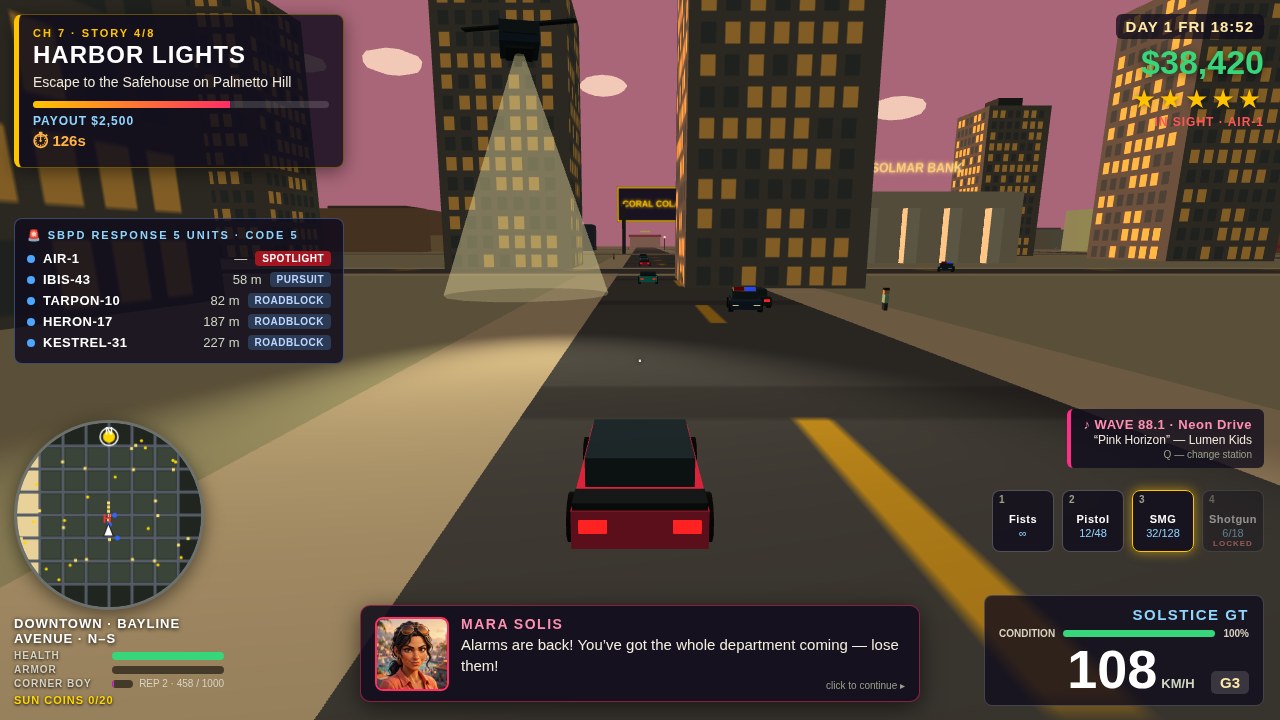 CH 7 · STORY 4/8
HARBOR LIGHTS
Escape to the Safehouse on Palmetto Hill
PAYOUT $2,500
⏱ 126s
🚨 SBPD RESPONSE 5 UNITS · CODE 5
AIR-1 — SPOTLIGHT
IBIS-43 58 m PURSUIT
TARPON-10 82 m ROADBLOCK
HERON-17 187 m ROADBLOCK
KESTREL-31 227 m ROADBLOCK
N
DOWNTOWN · BAYLINE
AVENUE · N–S
HEALTH
ARMOR
CORNER BOY REP 2 · 458 / 1000
SUN COINS 0/20
CORAL COLA
SOLMAR BANK
DAY 1 FRI 18:52
$38,420
★★★★★
IN SIGHT · AIR-1
♪ WAVE 88.1 · Neon Drive
“Pink Horizon” — Lumen Kids
Q — change station
1 Fists ∞
2 Pistol 12/48
3 SMG 32/128
4 Shotgun 6/18 LOCKED
MARA SOLIS
Alarms are back! You’ve got the whole department coming — lose
them!
click to continue ▸
SOLSTICE GT
CONDITION 100%
108 KM/H G3